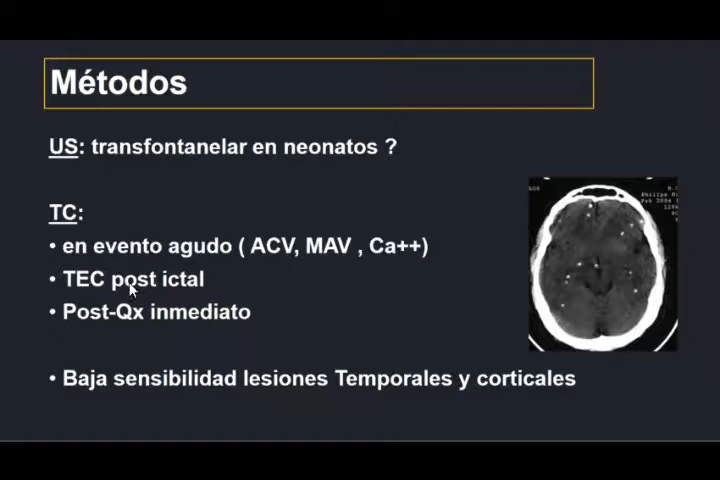 Métodos
US: transfontanelar en neonatos ?
TC:
• en evento agudo ( ACV, MAV , Ca++)
• TEC post ictal
• Post-Qx inmediato
• Baja sensibilidad lesiones Temporales y corticales